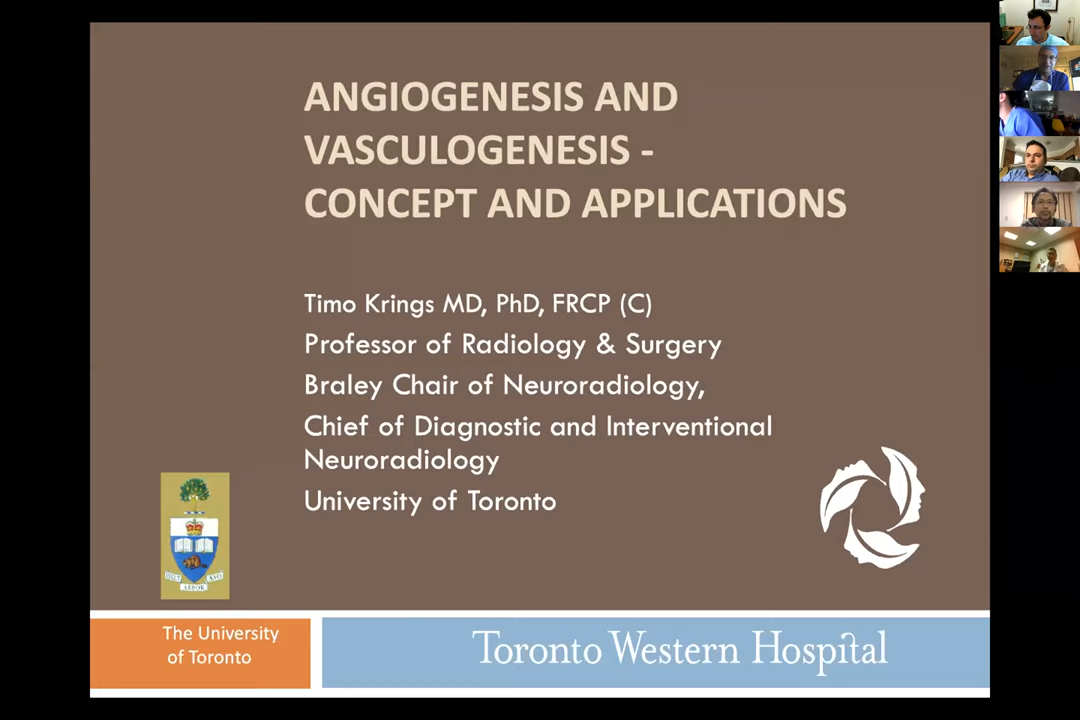 ANGIOGENESIS AND
VASCULOGENESIS -
CONCEPT AND APPLICATIONS
Timo Krings MD, PhD, FRCP (C)
Professor of Radiology & Surgery
Braley Chair of Neuroradiology,
Chief of Diagnostic and Interventional
Neuroradiology
University of Toronto
ARBOR
The University
of Toronto
Toronto Western Hospital